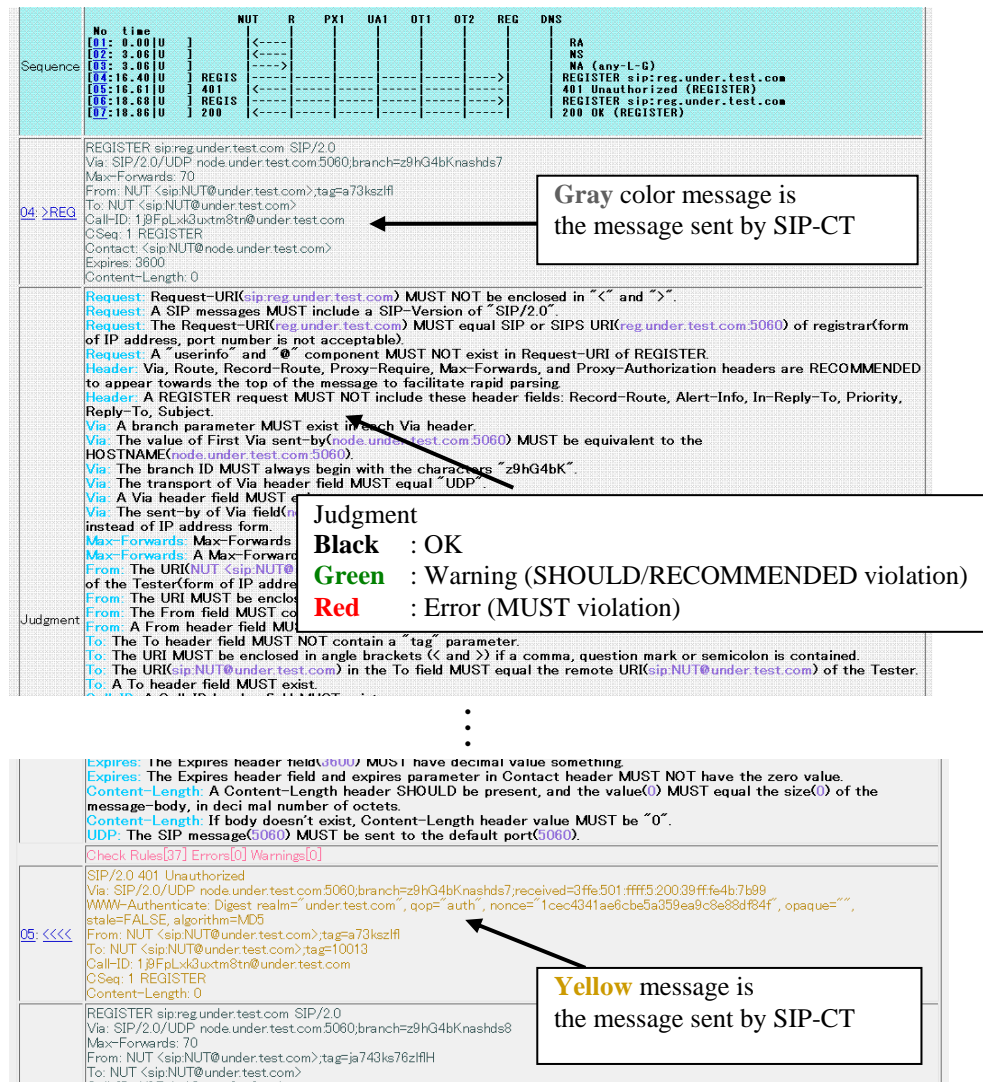 NUT R PX1 UA1 OT1 OT2 REG DNS
No time
[01: 0.00|U ] |<----| | | | | | | RA
[02: 3.06|U ] |<----| | | | | | | NS
Sequence [03: 3.06|U ] |---->| | | | | | | NA (any-L-G)
[04:16.40|U ] REGIS |-----|-----|-----|-----|-----|---->| | REGISTER sip:reg.under.test.com
[05:16.61|U ] 401 |<----|-----|-----|-----|-----|-----| | 401 Unauthorized (REGISTER)
[06:18.68|U ] REGIS |-----|-----|-----|-----|-----|---->| | REGISTER sip:reg.under.test.com
[07:18.86|U ] 200 |<----|-----|-----|-----|-----|-----| | 200 OK (REGISTER)
REGISTER sip:reg.under.test.com SIP/2.0
Via: SIP/2.0/UDP node.under.test.com:5060;branch=z9hG4bKnashds7
Max-Forwards: 70
From: NUT <sip:NUT@under.test.com>;tag=a73kszlfl
04: >REG To: NUT <sip:NUT@under.test.com>
Call-ID: 1j9FpLxk3uxtm8tn@under.test.com
CSeq: 1 REGISTER
Contact: <sip:NUT@node.under.test.com>
Expires: 3600
Content-Length: 0
Gray color message is
the message sent by SIP-CT
Request: Request-URI(sip:reg.under.test.com) MUST NOT be enclosed in "<" and ">".
Request: A SIP messages MUST include a SIP-Version of "SIP/2.0".
Request: The Request-URI(reg.under.test.com) MUST equal SIP or SIPS URI(reg.under.test.com:5060) of registrar(form
of IP address, port number is not acceptable).
Request: A "userinfo" and "@" component MUST NOT exist in Request-URI of REGISTER.
Header: Via, Route, Record-Route, Proxy-Require, Max-Forwards, and Proxy-Authorization headers are RECOMMENDED
to appear towards the top of the message to facilitate rapid parsing.
Header: A REGISTER request MUST NOT include these header fields: Record-Route, Alert-Info, In-Reply-To, Priority,
Reply-To, Subject.
Via: A branch parameter MUST exist in each Via header.
Via: The value of First Via sent-by(node.under.test.com:5060) MUST be equivalent to the
HOSTNAME(node.under.test.com:5060).
Via: The branch ID MUST always begin with the characters "z9hG4bK".
Via: The transport of Via header field MUST equal "UDP".
Via: A Via header field MUST
Via: The sent-by of Via field(
instead of IP address form.
Max-Forwards: Max-Forwards
Max-Forwards: A Max-Forward
From: The URI(NUT <sip:NUT@
of the Tester(form of IP addre
From: The URI MUST be enclos
From: The From field MUST co
Judgment From: A From header field MU
Judgment
Black : OK
Green : Warning (SHOULD/RECOMMENDED violation)
Red : Error (MUST violation)
To: The To header field MUST NOT contain a "tag" parameter.
To: The URI MUST be enclosed in angle brackets (< and >) if a comma, question mark or semicolon is contained.
To: The URI(sip:NUT@under.test.com) in the To field MUST equal the remote URI(sip:NUT@under.test.com) of the Tester.
To: A To header field MUST exist.
Expires: The Expires header field(3600) MUST have decimal value something.
Expires: The Expires header field and expires parameter in Contact header MUST NOT have the zero value.
Content-Length: A Content-Length header SHOULD be present, and the value(0) MUST equal the size(0) of the
message-body, in deci mal number of octets.
Content-Length: If body doesn't exist, Content-Length header value MUST be "0".
UDP: The SIP message(5060) MUST be sent to the default port(5060).
Check Rules[37] Errors[0] Warnings[0]
SIP/2.0 401 Unauthorized
Via: SIP/2.0/UDP node.under.test.com:5060;branch=z9hG4bKnashds7;received=3ffe:501:ffff:5:200:39ff:fe4b:7b99
WWW-Authenticate: Digest realm="under.test.com", qop="auth", nonce="1cec4341ae6cbe5a359ea9c8e88df84f", opaque="",
stale=FALSE, algorithm=MD5
05: <<<< From: NUT <sip:NUT@under.test.com>;tag=a73kszlfl
To: NUT <sip:NUT@under.test.com>;tag=10013
Call-ID: 1j9FpLxk3uxtm8tn@under.test.com
CSeq: 1 REGISTER
Content-Length: 0
Yellow message is
the message sent by SIP-CT
REGISTER sip:reg.under.test.com SIP/2.0
Via: SIP/2.0/UDP node.under.test.com:5060;branch=z9hG4bKnashds8
Max-Forwards: 70
From: NUT <sip:NUT@under.test.com>;tag=ja743ks76zlflH
To: NUT <sip:NUT@under.test.com>